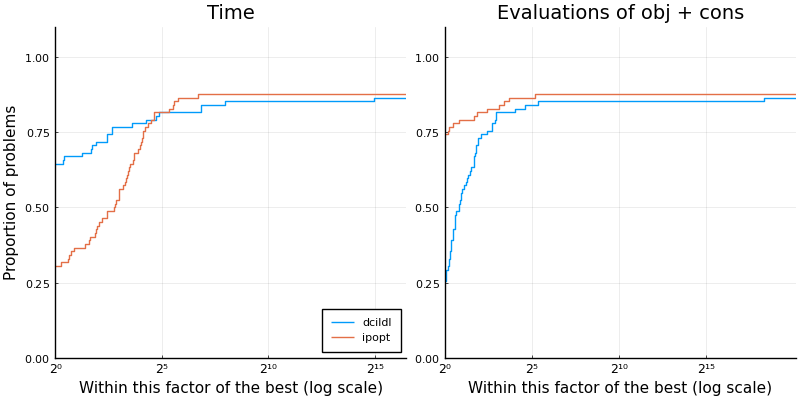 Time
Proportion of problems
1.00
0.75
0.50
0.25
0.00
2⁰
2⁵
2¹⁰
2¹⁵
Within this factor of the best (log scale)
dcildl
ipopt
Evaluations of obj + cons
1.00
0.75
0.50
0.25
0.00
2⁰
2⁵
2¹⁰
2¹⁵
Within this factor of the best (log scale)